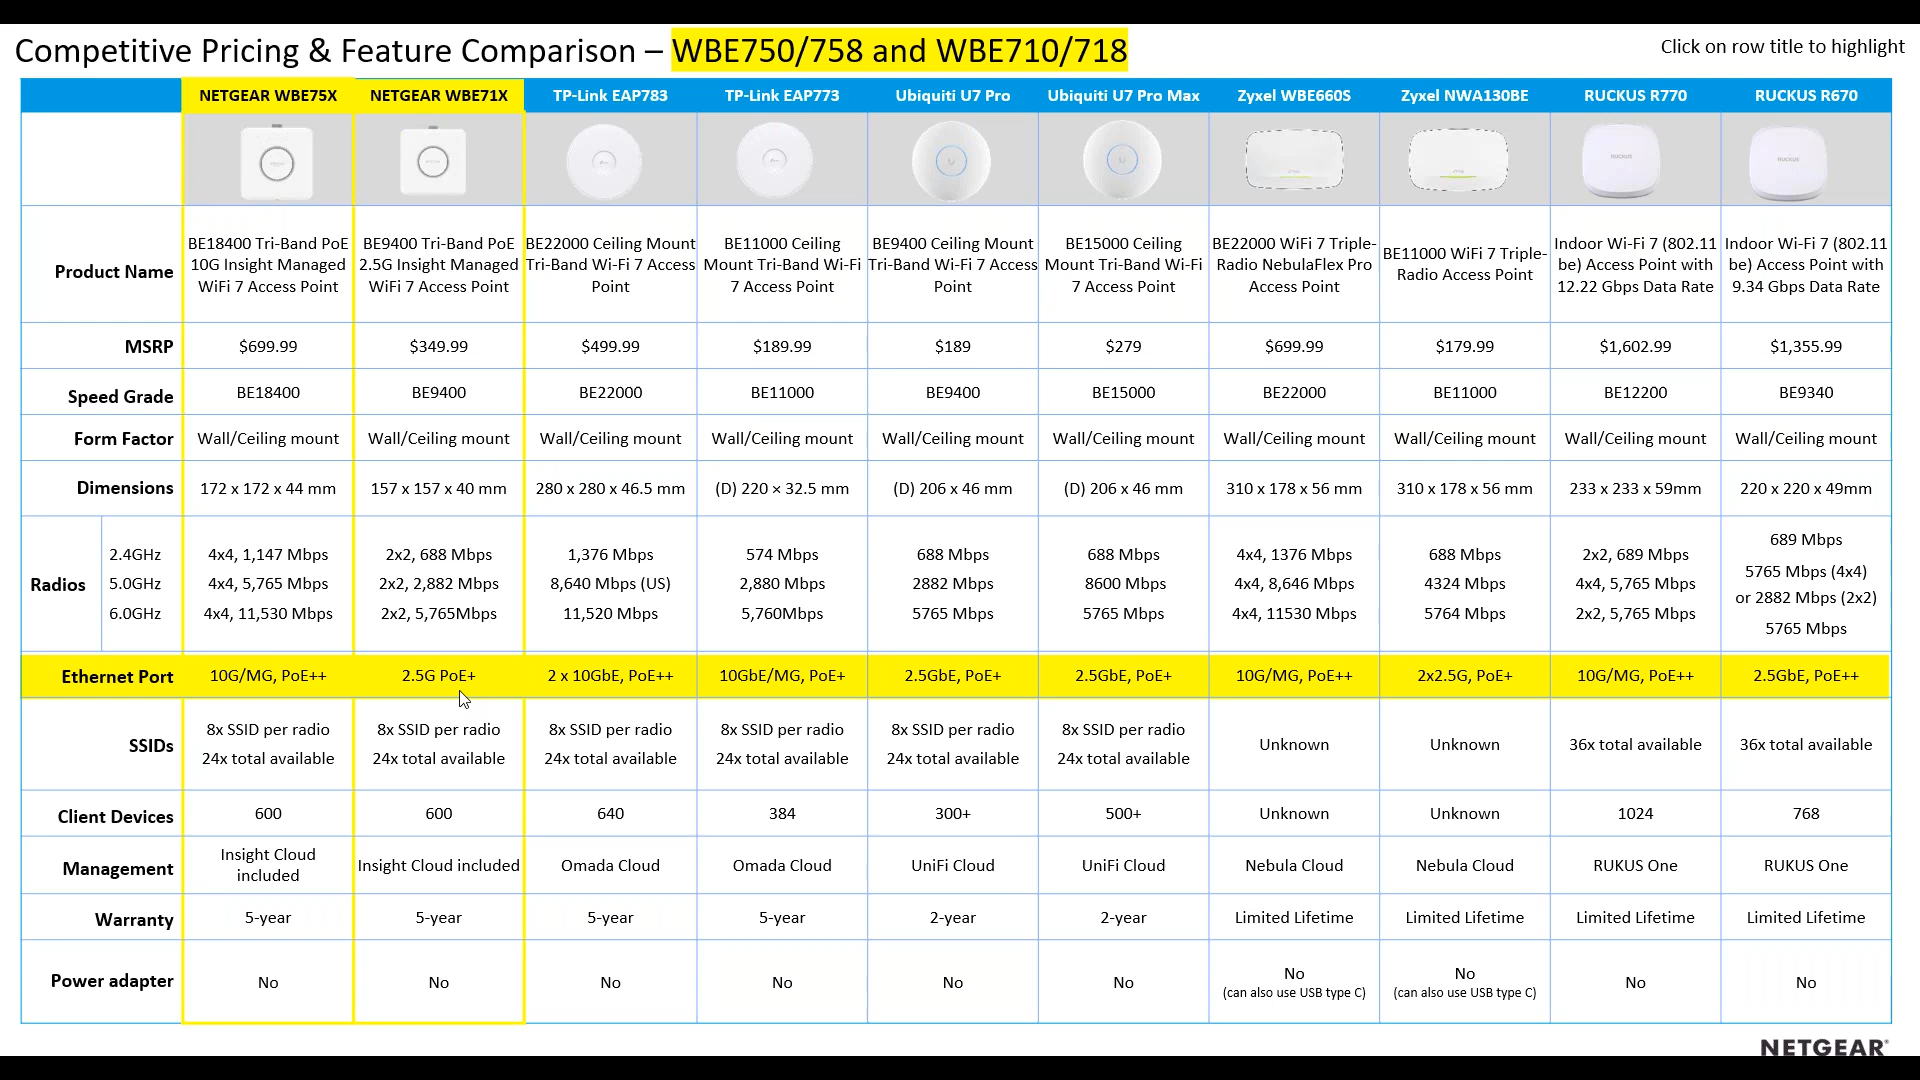 Competitive Pricing & Feature Comparison – WBE750/758 and WBE710/718
Click on row title to highlight
NETGEAR WBE75X NETGEAR WBE71X TP-Link EAP783 TP-Link EAP773 Ubiquiti U7 Pro Ubiquiti U7 Pro Max Zyxel WBE660S Zyxel NWA130BE RUCKUS R770 RUCKUS R670
RUCKUS RUCKUS
Product Name
BE18400 Tri-Band PoE
10G Insight Managed
WiFi 7 Access Point
BE9400 Tri-Band PoE
2.5G Insight Managed
WiFi 7 Access Point
BE22000 Ceiling Mount
Tri-Band Wi-Fi 7 Access
Point
BE11000 Ceiling
Mount Tri-Band Wi-Fi
7 Access Point
BE9400 Ceiling Mount
Tri-Band Wi-Fi 7 Access
Point
BE15000 Ceiling
Mount Tri-Band Wi-Fi
7 Access Point
BE22000 WiFi 7 Triple-
Radio NebulaFlex Pro
Access Point
BE11000 WiFi 7 Triple-
Radio Access Point
Indoor Wi-Fi 7 (802.11
be) Access Point with
12.22 Gbps Data Rate
Indoor Wi-Fi 7 (802.11
be) Access Point with
9.34 Gbps Data Rate
MSRP $699.99 $349.99 $499.99 $189.99 $189 $279 $699.99 $179.99 $1,602.99 $1,355.99
Speed Grade BE18400 BE9400 BE22000 BE11000 BE9400 BE15000 BE22000 BE11000 BE12200 BE9340
Form Factor Wall/Ceiling mount Wall/Ceiling mount Wall/Ceiling mount Wall/Ceiling mount Wall/Ceiling mount Wall/Ceiling mount Wall/Ceiling mount Wall/Ceiling mount Wall/Ceiling mount Wall/Ceiling mount
Dimensions 172 x 172 x 44 mm 157 x 157 x 40 mm 280 x 280 x 46.5 mm (D) 220 × 32.5 mm (D) 206 x 46 mm (D) 206 x 46 mm 310 x 178 x 56 mm 310 x 178 x 56 mm 233 x 233 x 59mm 220 x 220 x 49mm
Radios
2.4GHz
5.0GHz
6.0GHz
4x4, 1,147 Mbps
4x4, 5,765 Mbps
4x4, 11,530 Mbps
2x2, 688 Mbps
2x2, 2,882 Mbps
2x2, 5,765Mbps
1,376 Mbps
8,640 Mbps (US)
11,520 Mbps
574 Mbps
2,880 Mbps
5,760Mbps
688 Mbps
2882 Mbps
5765 Mbps
688 Mbps
8600 Mbps
5765 Mbps
4x4, 1376 Mbps
4x4, 8,646 Mbps
4x4, 11530 Mbps
688 Mbps
4324 Mbps
5764 Mbps
2x2, 689 Mbps
4x4, 5,765 Mbps
2x2, 5,765 Mbps
689 Mbps
5765 Mbps (4x4)
or 2882 Mbps (2x2)
5765 Mbps
Ethernet Port 10G/MG, PoE++ 2.5G PoE+ 2 x 10GbE, PoE++ 10GbE/MG, PoE+ 2.5GbE, PoE+ 2.5GbE, PoE+ 10G/MG, PoE++ 2x2.5G, PoE+ 10G/MG, PoE++ 2.5GbE, PoE++
SSIDs
8x SSID per radio
24x total available
8x SSID per radio
24x total available
8x SSID per radio
24x total available
8x SSID per radio
24x total available
8x SSID per radio
24x total available
8x SSID per radio
24x total available
Unknown
Unknown
36x total available
36x total available
Client Devices 600 600 640 384 300+ 500+ Unknown Unknown 1024 768
Management
Insight Cloud
included
Insight Cloud included
Omada Cloud
Omada Cloud
UniFi Cloud
UniFi Cloud
Nebula Cloud
Nebula Cloud
RUKUS One
RUKUS One
Warranty 5-year 5-year 5-year 5-year 2-year 2-year Limited Lifetime Limited Lifetime Limited Lifetime Limited Lifetime
Power adapter
No
No
No
No
No
No
No
(can also use USB type C)
No
(can also use USB type C)
No
No
NETGEAR